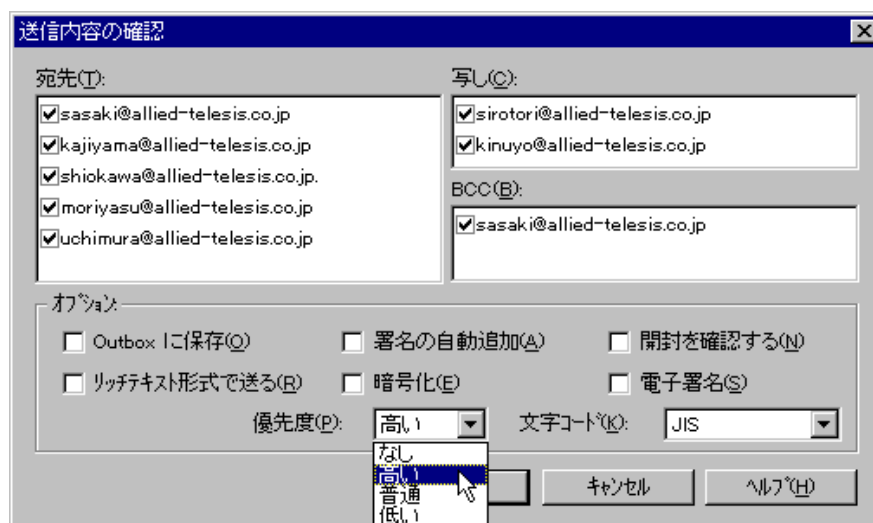 送信内容の確認
宛先(T):
sasaki@allied-telesis.co.jp
kajiyama@allied-telesis.co.jp
shiokawa@allied-telesis.co.jp.
moriyasu@allied-telesis.co.jp
uchimura@allied-telesis.co.jp
写し(C):
sirotori@allied-telesis.co.jp
kinuyo@allied-telesis.co.jp
BCC(B):
sasaki@allied-telesis.co.jp
オプション:
Outbox に保存(O) 署名の自動追加(A) 開封を確認する(N)
リッチテキスト形式で送る(R) 暗号化(E) 電子署名(S)
優先度(P): 高い 文字コード(K): JIS
なし
高い
普通
低い
キャンセル ヘルプ(H)